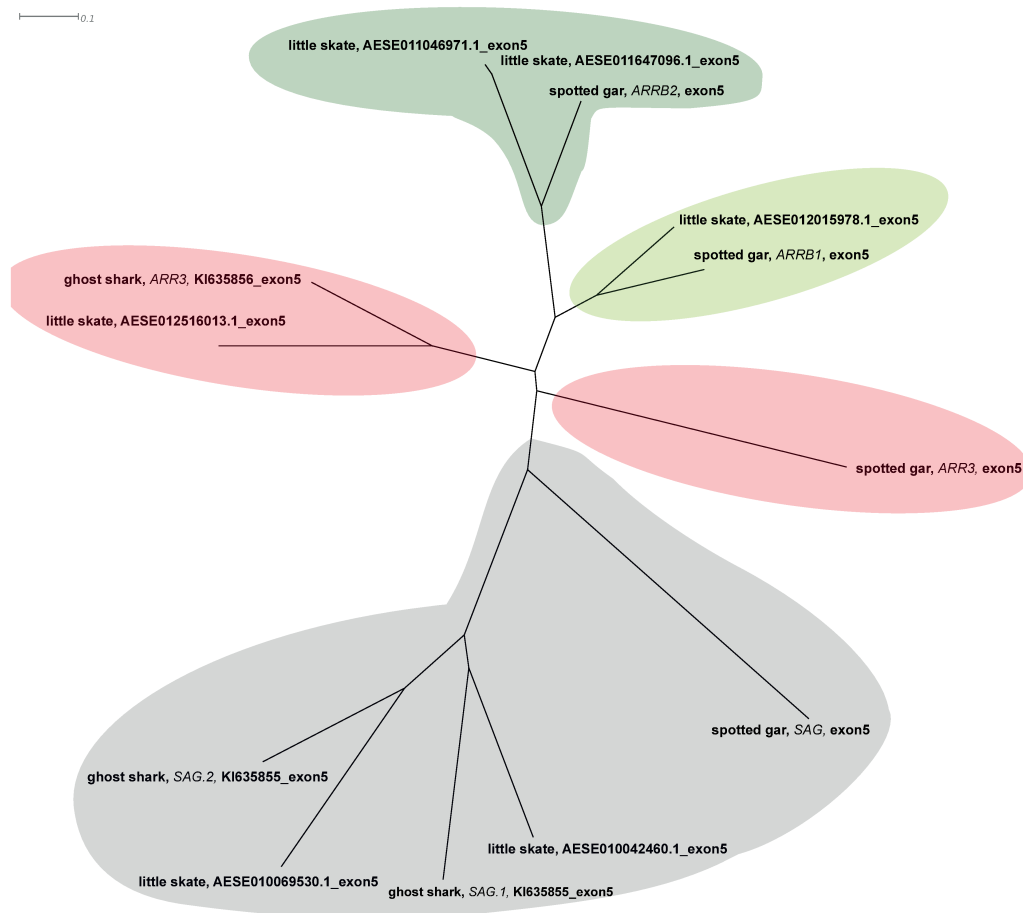 0.1
little skate, AESE011046971.1_exon5
little skate, AESE011647096.1_exon5
spotted gar, ARRB2, exon5
little skate, AESE012015978.1_exon5
spotted gar, ARRB1, exon5
ghost shark, ARR3, KI635856_exon5
little skate, AESE012516013.1_exon5
spotted gar, ARR3, exon5
spotted gar, SAG, exon5
ghost shark, SAG.2, KI635855_exon5
little skate, AESE010042460.1_exon5
little skate, AESE010069530.1_exon5
ghost shark, SAG.1, KI635855_exon5